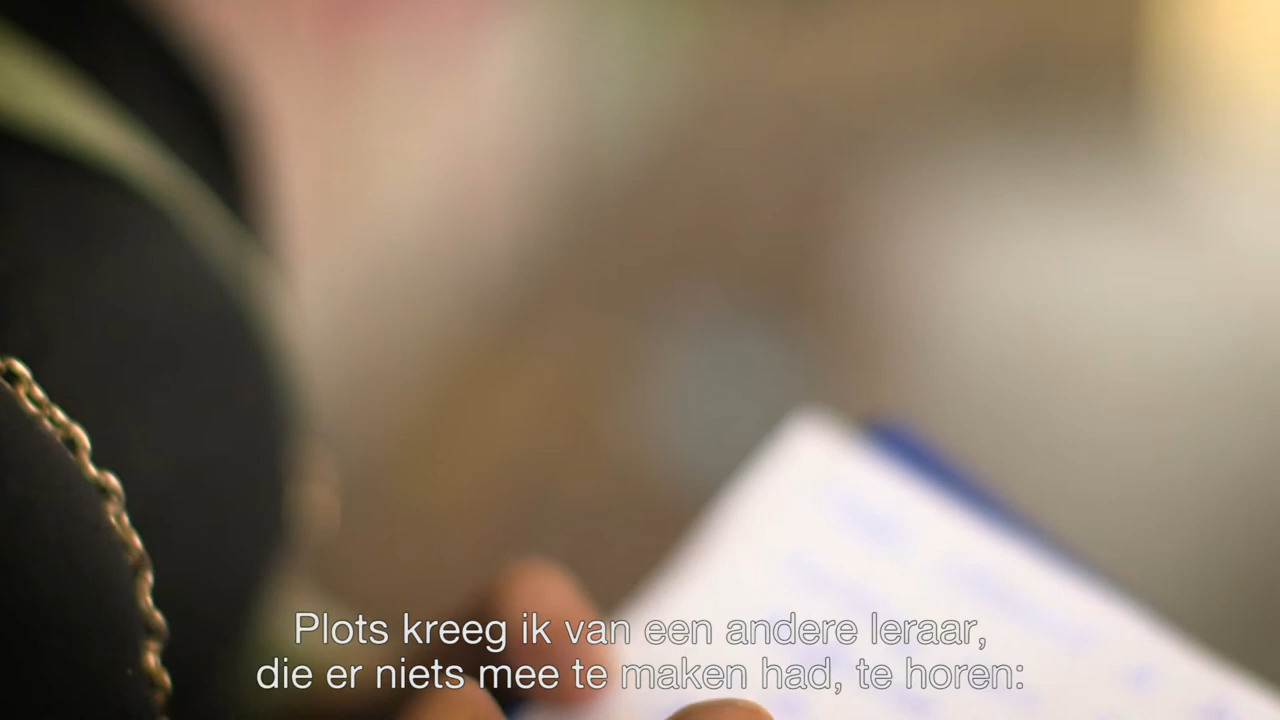 Plots kreeg ik van een andere leraar,
die er niets mee te maken had, te horen: